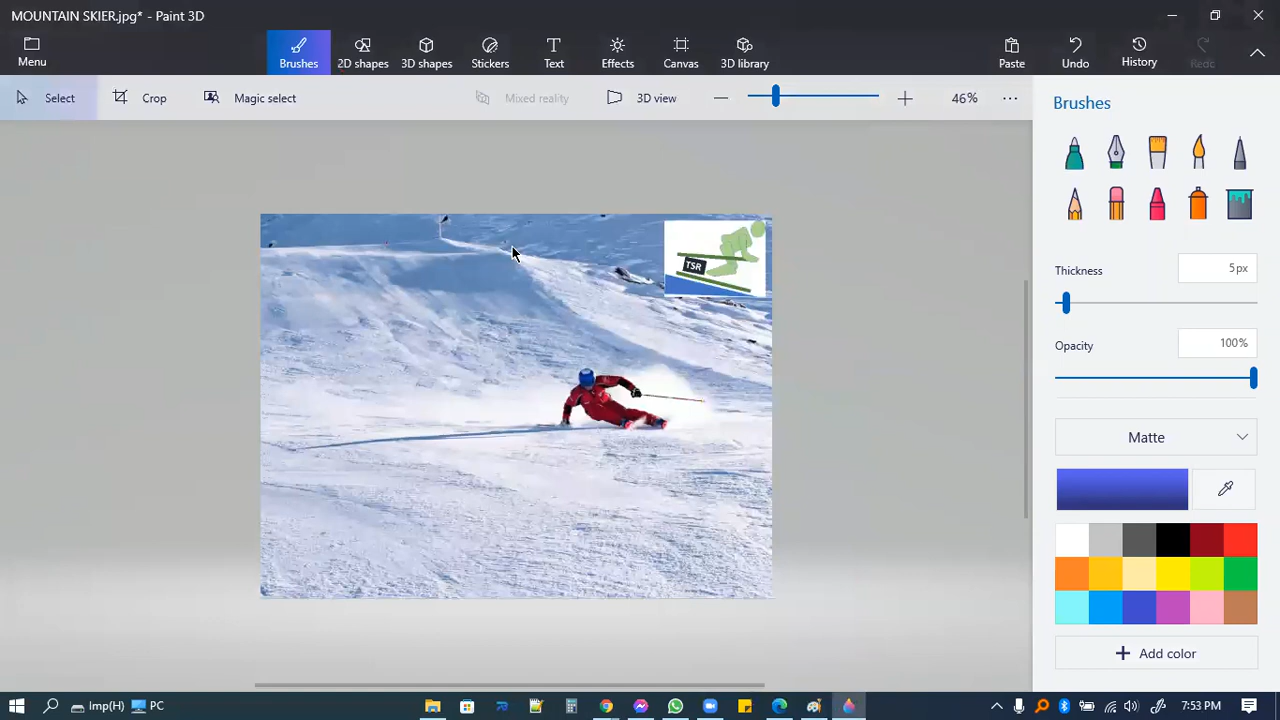 MOUNTAIN SKIER.jpg* - Paint 3D
Menu
Brushes
2D shapes
3D shapes
Stickers
Text
Effects
Canvas
3D library
Paste
Undo
History
Redo
Select
Crop
Magic select
Mixed reality
3D view
46%
Brushes
Thickness
5px
Opacity
100%
Matte
Add color
TSR
Imp(H)
PC
7:53 PM